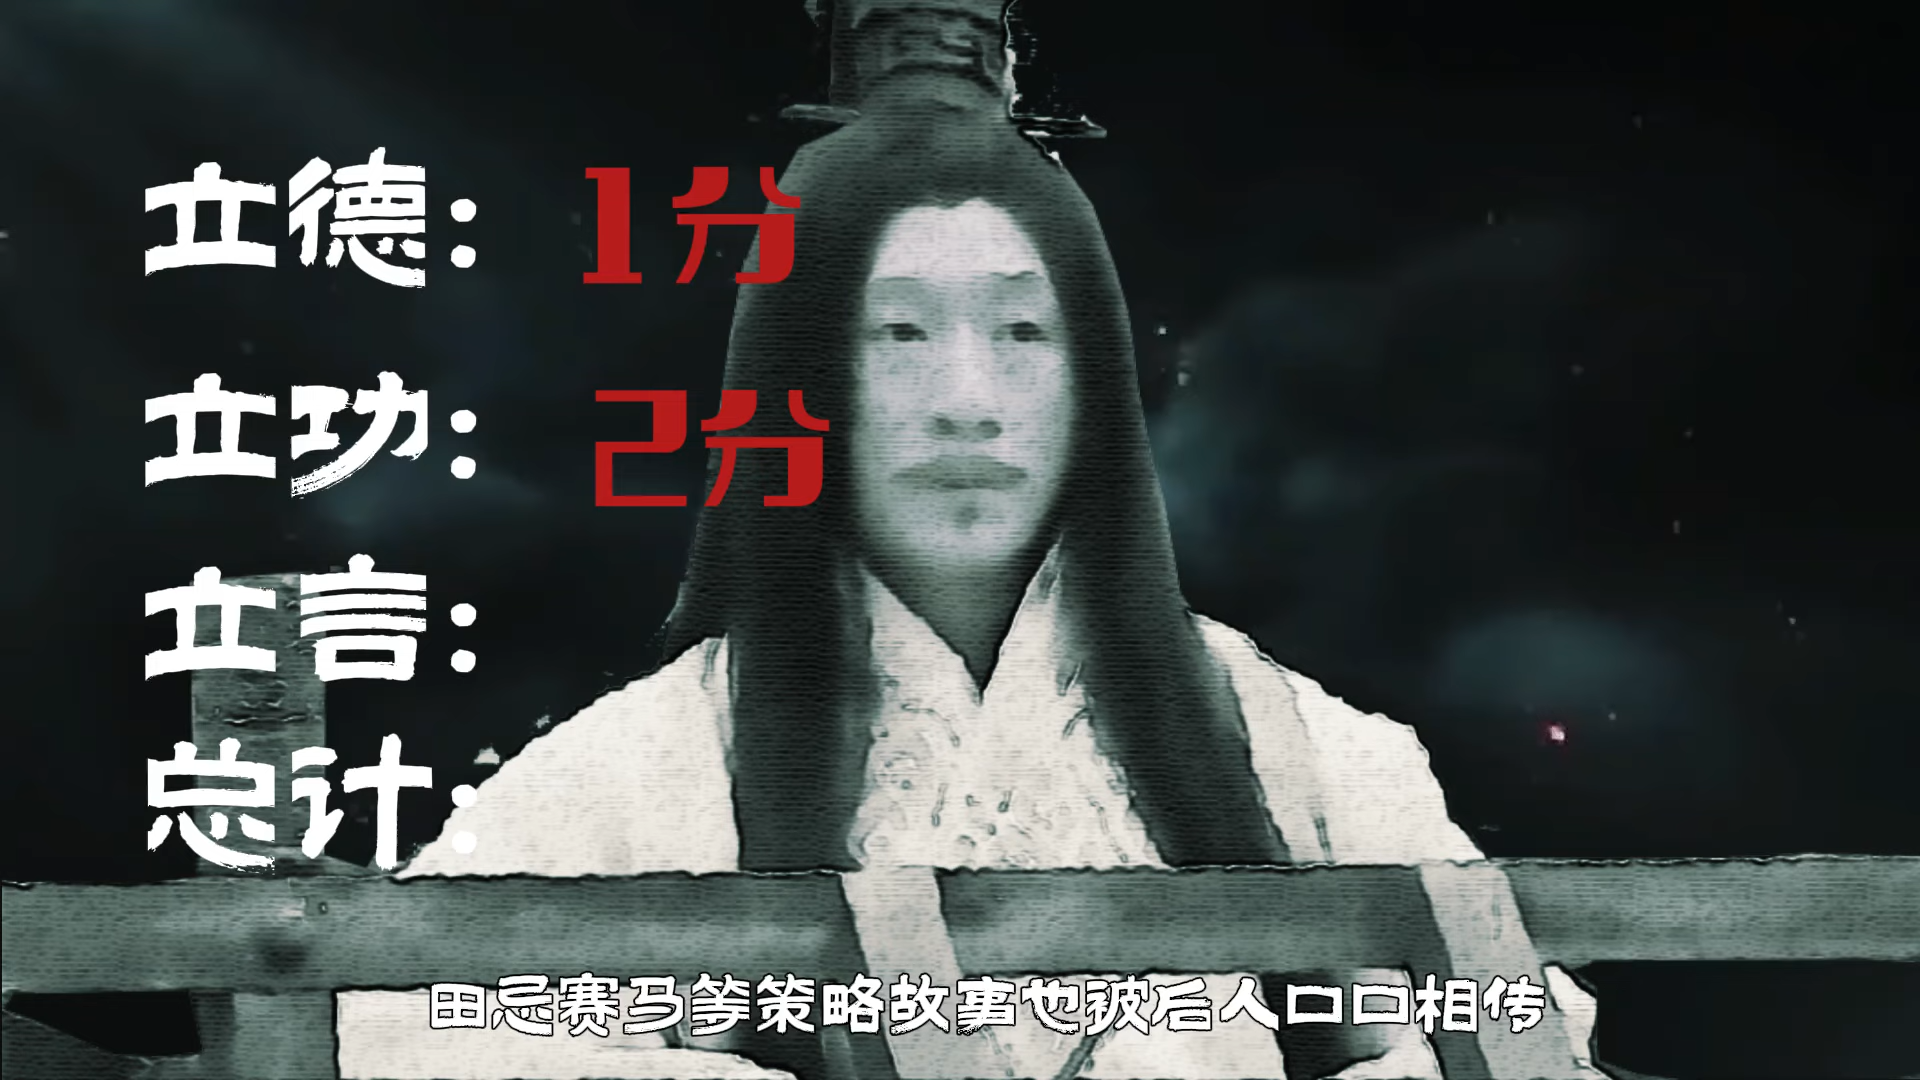 立德： 1分
立功： 2分
立言：
总计：
田忌赛马等策略故事也被后人口口相传